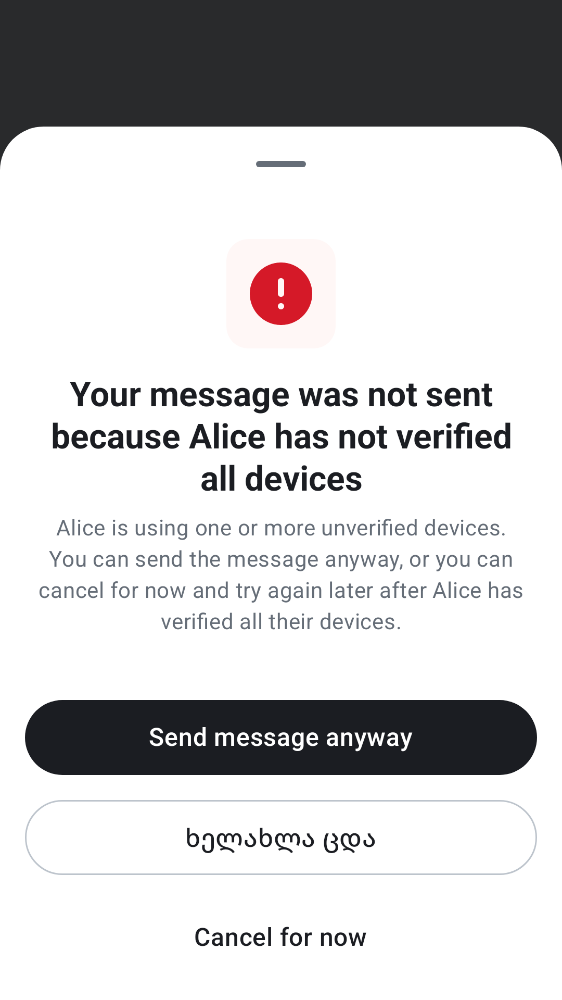 Your message was not sent
because Alice has not verified
all devices
Alice is using one or more unverified devices.
You can send the message anyway, or you can
cancel for now and try again later after Alice has
verified all their devices.
Send message anyway
ხელახლა ცდა
Cancel for now